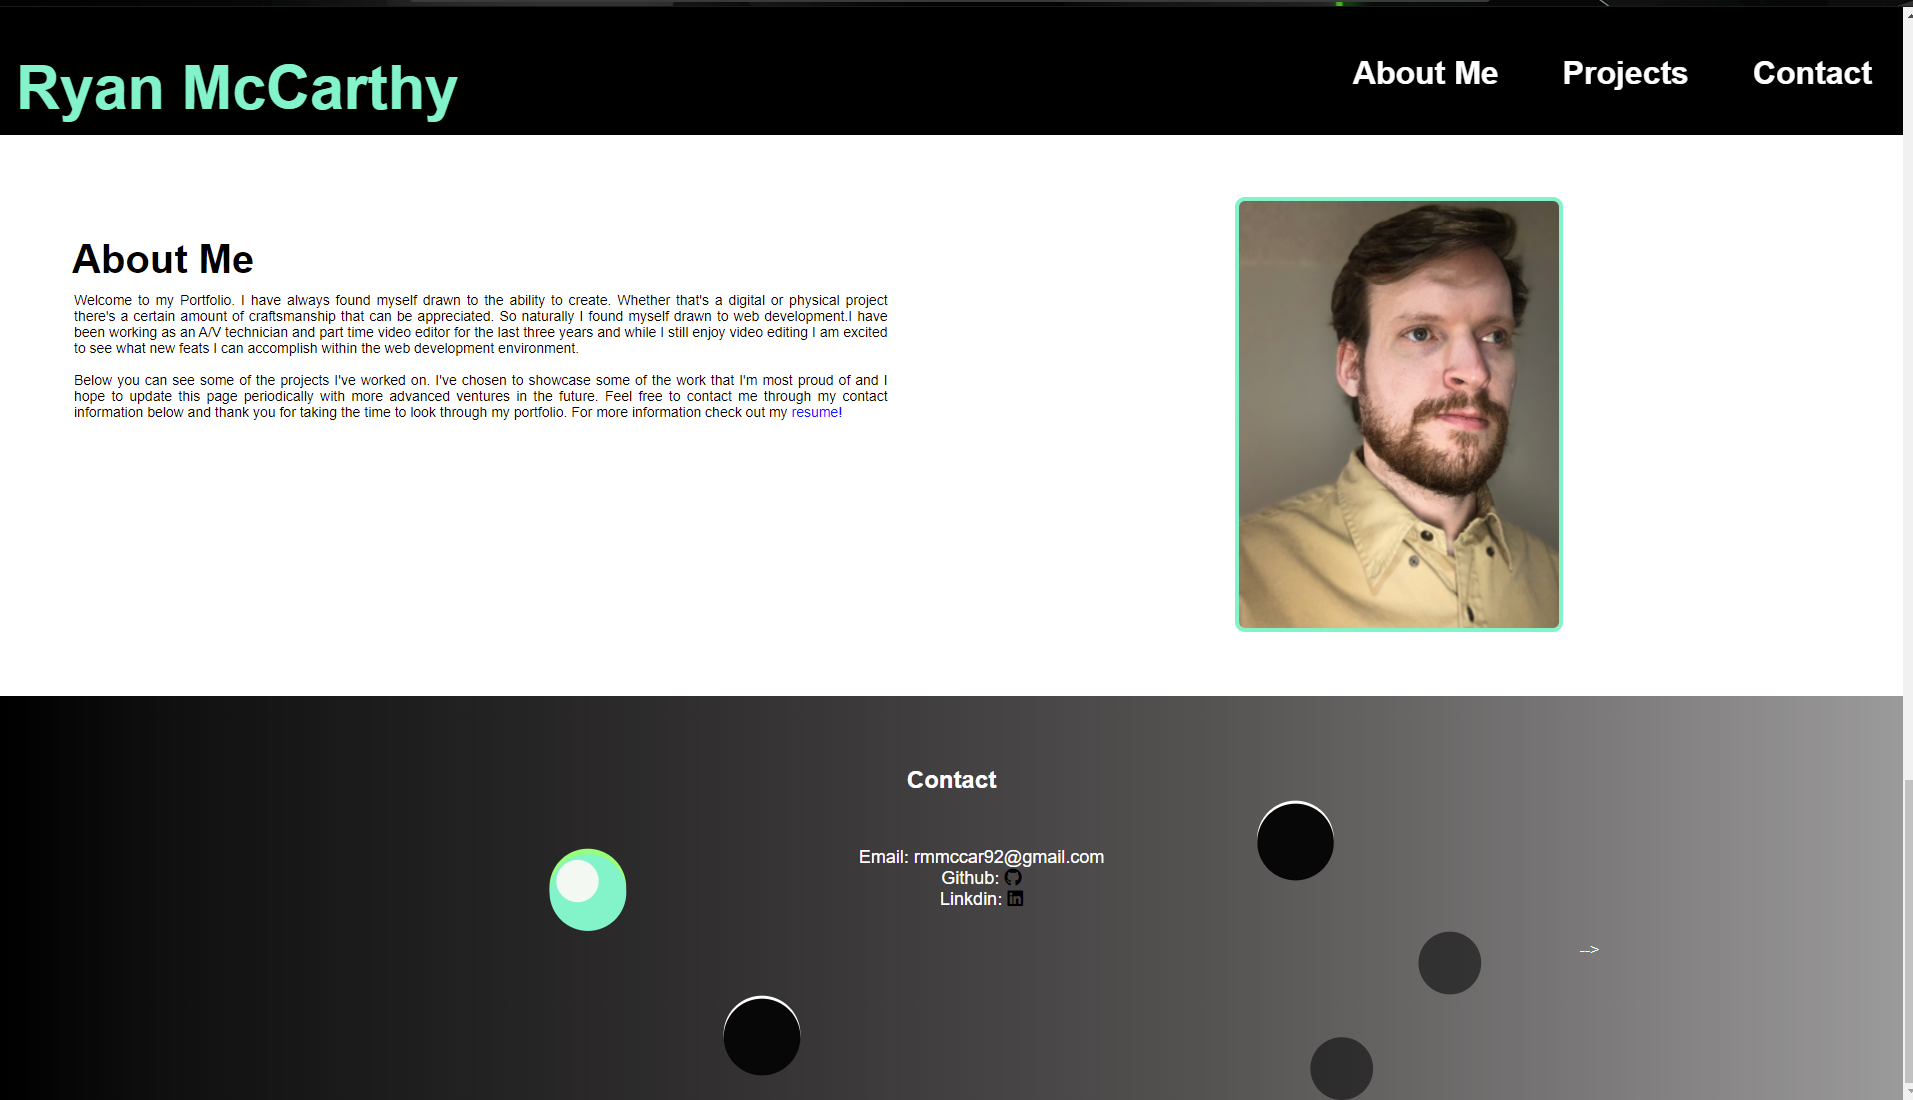 Ryan McCarthy
About Me Projects Contact
About Me
Welcome to my Portfolio. I have always found myself drawn to the ability to create. Whether that's a digital or physical project
there's a certain amount of craftsmanship that can be appreciated. So naturally I found myself drawn to web development.I have
been working as an A/V technician and part time video editor for the last three years and while I still enjoy video editing I am excited
to see what new feats I can accomplish within the web development environment.
Below you can see some of the projects I've worked on. I've chosen to showcase some of the work that I'm most proud of and I
hope to update this page periodically with more advanced ventures in the future. Feel free to contact me through my contact
information below and thank you for taking the time to look through my portfolio. For more information check out my resume!
Contact
Email: rmmccar92@gmail.com
Github:
Linkdin: in
-->